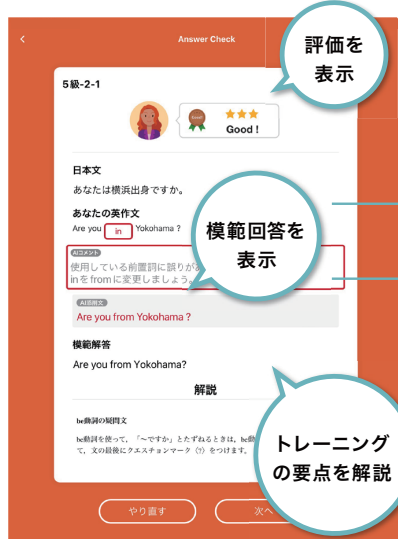 Answer Check
評価を
表示
5級-2-1
Good!
Good !
日本文
あなたは横浜出身ですか。
あなたの英作文
Are you in Yokohama ?
模範回答を
表示
AIコメント
使用している前置詞に誤りが
inをfromに変更しましょう。
AI添削文
Are you from Yokohama ?
模範解答
Are you from Yokohama?
解説
be動詞の疑問文
be動詞を使って，「～ですか」とたずねるときは，be動
て，文の最後にクエスチョンマーク（?）をつけます。
トレーニング
の要点を解説
やり直す
次へ